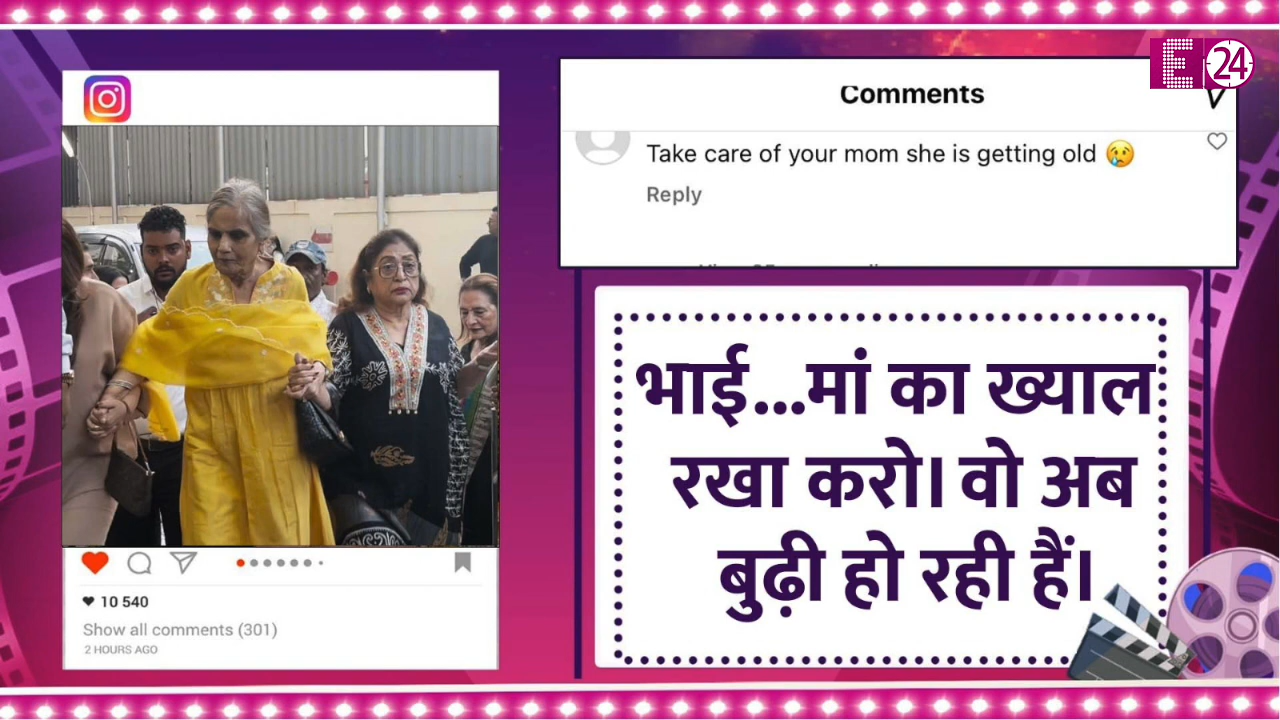 E 24
Comments
Take care of your mom she is getting old 😢
Reply
भाई...मां का ख्याल
रखा करो। वो अब
बुढ़ी हो रही हैं।
❤ 10 540
Show all comments (301)
2 HOURS AGO